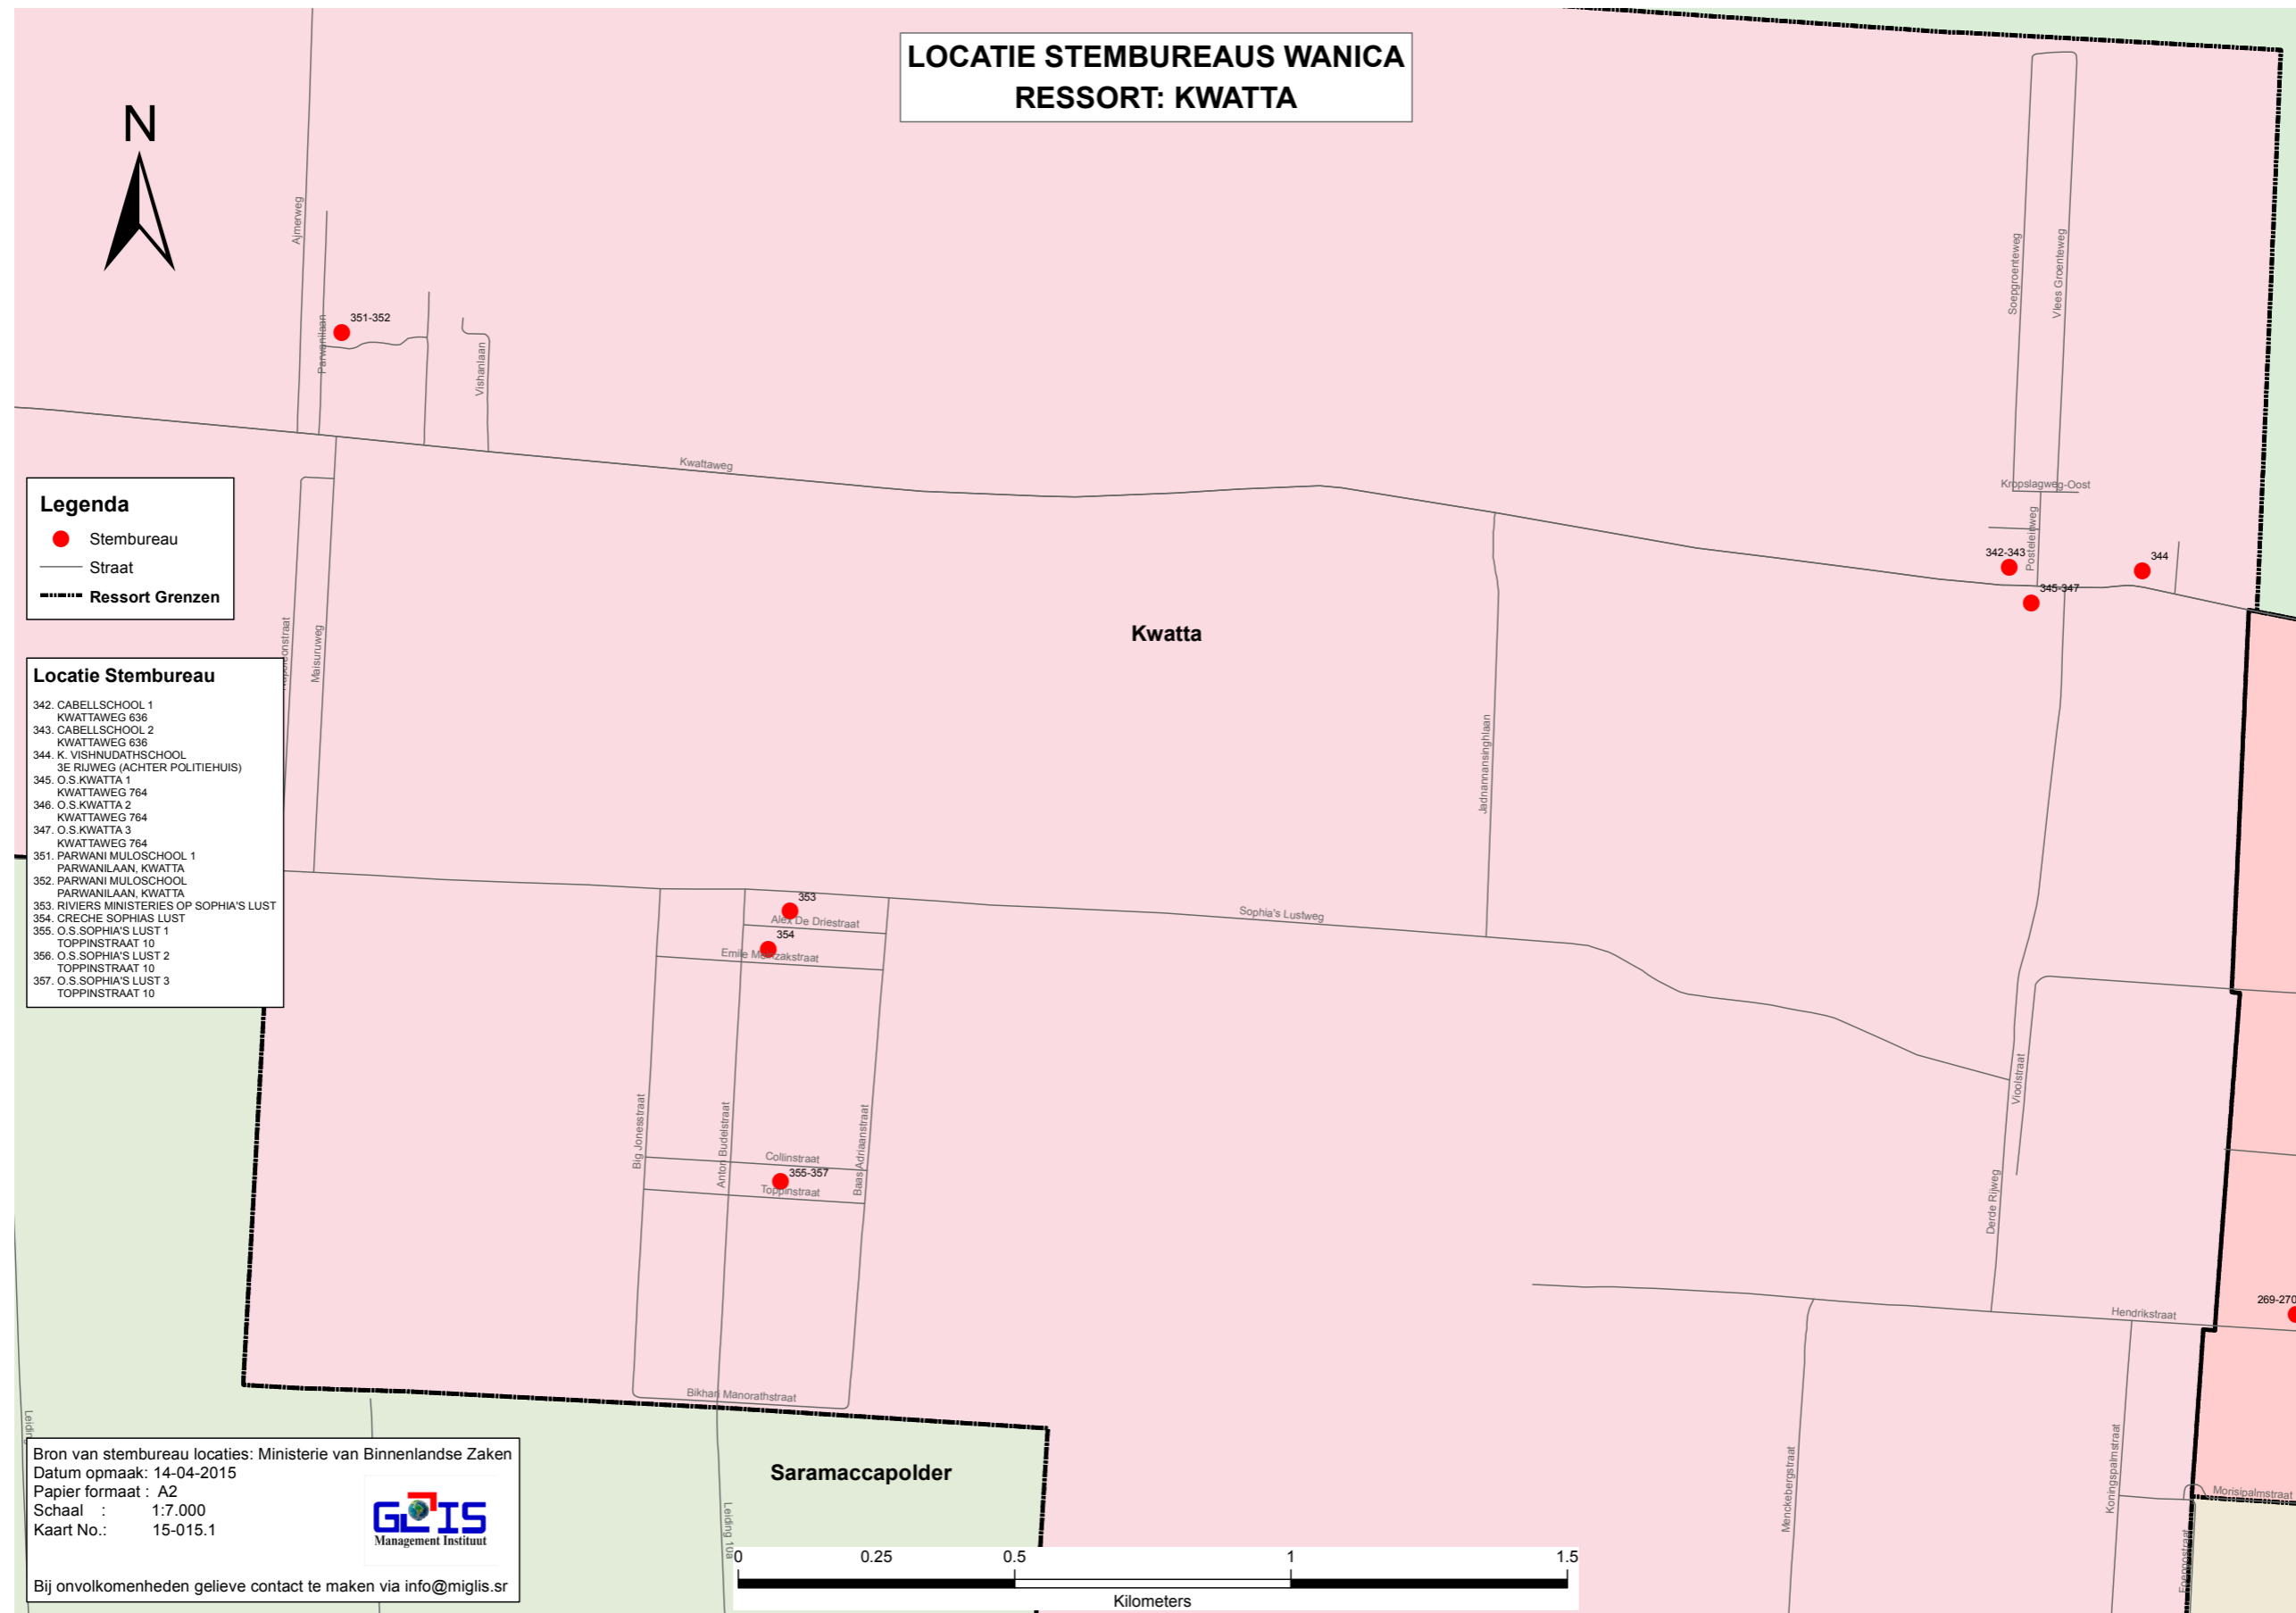 LOCATIE STEMBUREAUS WANICA
RESSORT: KWATTA
N
Ajmerweg
Parwanilaan
351-352
Vishanlaan
Kwattaweg
Soepgroenteweg
Vlees Groenteweg
Kropslagweg-Oost
Posteleinweg
342-343
344
345-347
Legenda
Stembureau
Straat
Ressort Grenzen
Maisuruweg
Kwatta
Jadnannansinghlaan
Locatie Stembureau
342. CABELLSCHOOL 1
KWATTAWEG 636
343. CABELLSCHOOL 2
KWATTAWEG 636
344. K. VISHNUDATHSCHOOL
3E RIJWEG (ACHTER POLITIEHUIS)
345. O.S.KWATTA 1
KWATTAWEG 764
346. O.S.KWATTA 2
KWATTAWEG 764
347. O.S.KWATTA 3
KWATTAWEG 764
351. PARWANI MULOSCHOOL 1
PARWANILAAN, KWATTA
352. PARWANI MULOSCHOOL
PARWANILAAN, KWATTA
353. RIVIERS MINISTERIES OP SOPHIA'S LUST
354. CRECHE SOPHIAS LUST
355. O.S.SOPHIA'S LUST 1
TOPPINSTRAAT 10
356. O.S.SOPHIA'S LUST 2
TOPPINSTRAAT 10
357. O.S.SOPHIA'S LUST 3
TOPPINSTRAAT 10
353
Alex De Driestraat
354
Emile
Sophia's Lustweg
Big Jonesstraat
Anton Budelstraat
Baas Adriaanstraat
Collinstraat
355-357
Toppinstraat
Vioolstraat
Derde Rijweg
Hendrikstraat
269-270
Bikhari Manorathstraat
Menckebergstraat
Koningspalmstraat
Morisipalmstraat
Saramaccapolder
Leiding 10a
Bron van stembureau locaties: Ministerie van Binnenlandse Zaken
Datum opmaak: 14-04-2015
Papier formaat : A2
Schaal : 1:7.000
Kaart No.: 15-015.1
GLIS
Management Instituut
Bij onvolkomenheden gelieve contact te maken via info@miglis.sr
0 0.25 0.5 1 1.5
Kilometers